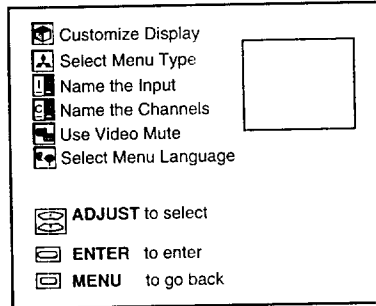 Customize Display
Select Menu Type
Name the Input
Name the Channels
Use Video Mute
Select Menu Language
ADJUST to select
ENTER to enter
MENU to go back